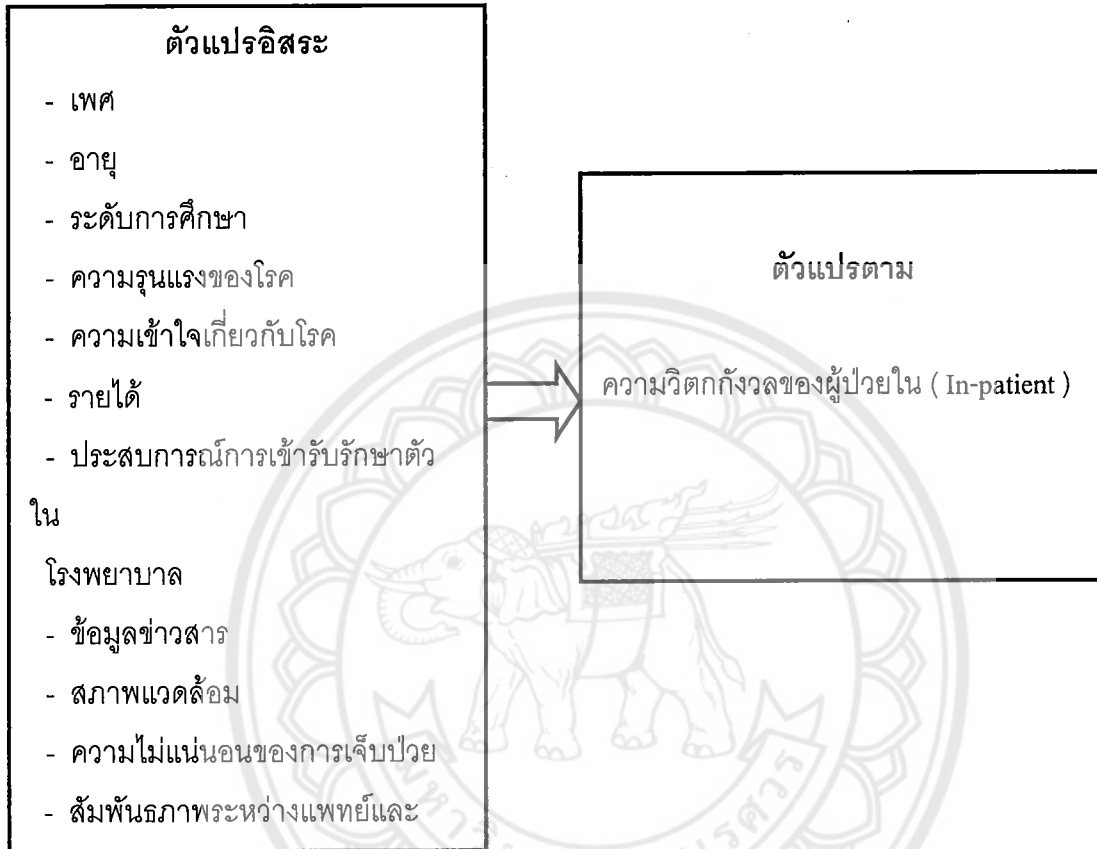 ตัวแปรอิสระ
- เพศ
- อายุ
- ระดับการศึกษา
- ความรุนแรงของโรค
- ความเข้าใจเกี่ยวกับโรค
- รายได้
- ประสบการณ์การเข้ารับรักษาตัว
ใน
โรงพยาบาล
- ข้อมูลข่าวสาร
- สภาพแวดล้อม
- ความไม่แน่นอนของการเจ็บป่วย
- สัมพันธภาพระหว่างแพทย์และ
ตัวแปรตาม
ความวิตกกังวลของผู้ป่วยใน ( In-patient )